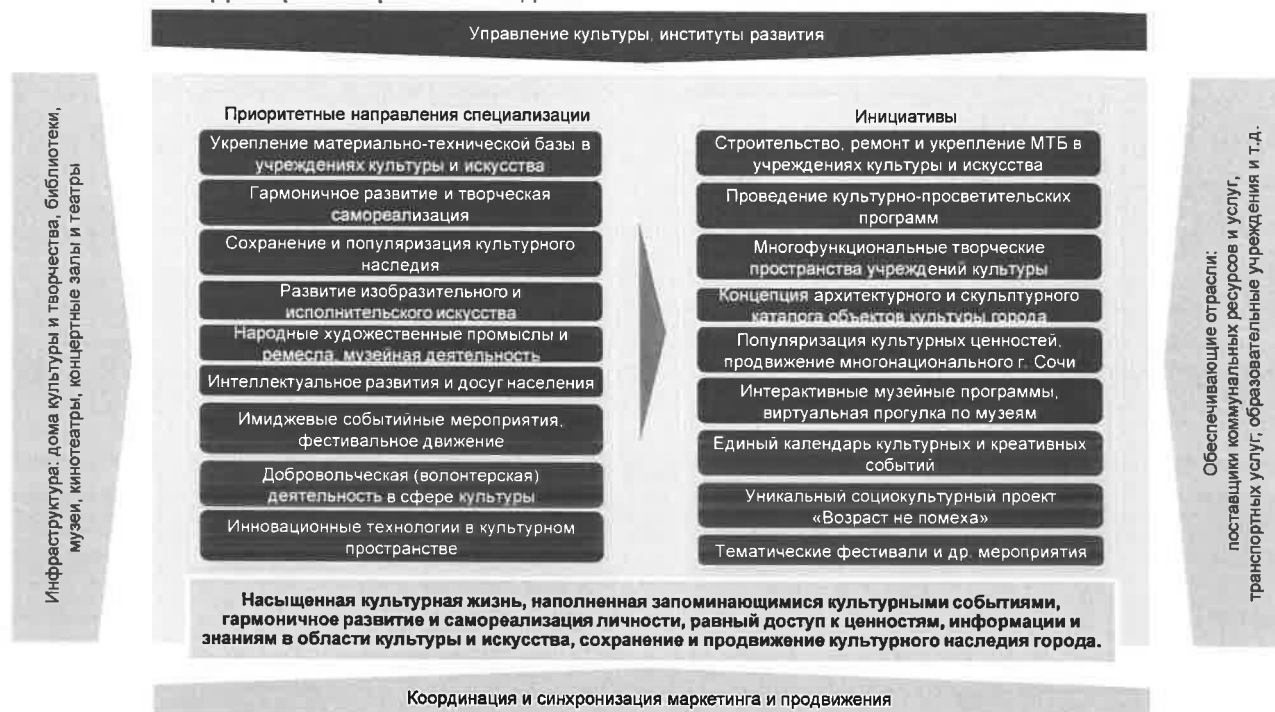 Управление культуры, институты развития
Инфраструктура: дома культуры и творчества, библиотеки,
музеи, кинотеатры, концертные залы и театры
Приоритетные направления специализации
Укрепление материально-технической базы в
учреждениях культуры и искусства
Гармоничное развитие и творческая
самореализация
Сохранение и популяризация культурного
наследия
Развитие изобразительного и
исполнительского искусства
Народные художественные промыслы и
ремесла, музейная деятельность
Интеллектуальное развития и досуг населения
Имиджевые событийные мероприятия,
фестивальное движение
Добровольческая (волонтерская)
деятельность в сфере культуры
Инновационные технологии в культурном
пространстве
Инициативы
Строительство, ремонт и укрепление МТБ в
учреждениях культуры и искусства
Проведение культурно-просветительских
программ
Многофункциональные творческие
пространства учреждений культуры
Концепция архитектурного и скульптурного
каталога объектов культуры города
Популяризация культурных ценностей,
продвижение многонационального г. Сочи
Интерактивные музейные программы,
виртуальная прогулка по музеям
Единый календарь культурных и креативных
событий
Уникальный социокультурный проект
«Возраст не помеха»
Тематические фестивали и др. мероприятия
Обеспечивающие отрасли:
поставщики коммунальных ресурсов и услуг,
транспортных услуг, образовательные учреждения и т.д.
Насыщенная культурная жизнь, наполненная запоминающимися культурными событиями,
гармоничное развитие и самореализация личности, равный доступ к ценностям, информации и
знаниям в области культуры и искусства, сохранение и продвижение культурного наследия города.
Координация и синхронизация маркетинга и продвижения